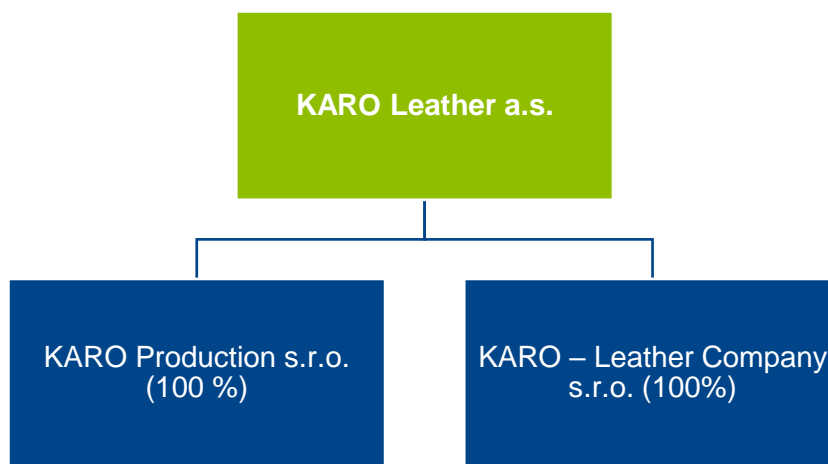 KARO Leather a.s.
KARO Production s.r.o.
(100 %)
KARO – Leather Company
s.r.o. (100%)